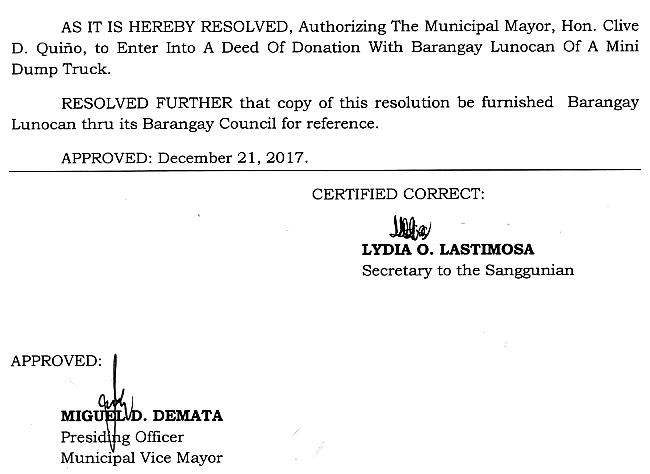 AS IT IS HEREBY RESOLVED, Authorizing The Municipal Mayor, Hon. Clive
D. Quiño, to Enter Into A Deed Of Donation With Barangay Lunocan Of A Mini
Dump Truck.
RESOLVED FURTHER that copy of this resolution be furnished Barangay
Lunocan thru its Barangay Council for reference.
APPROVED: December 21, 2017.
CERTIFIED CORRECT:
LYDIA O. LASTIMOSA
Secretary to the Sanggunian
APPROVED:
MIGUEL D. DEMATA
Presiding Officer
Municipal Vice Mayor